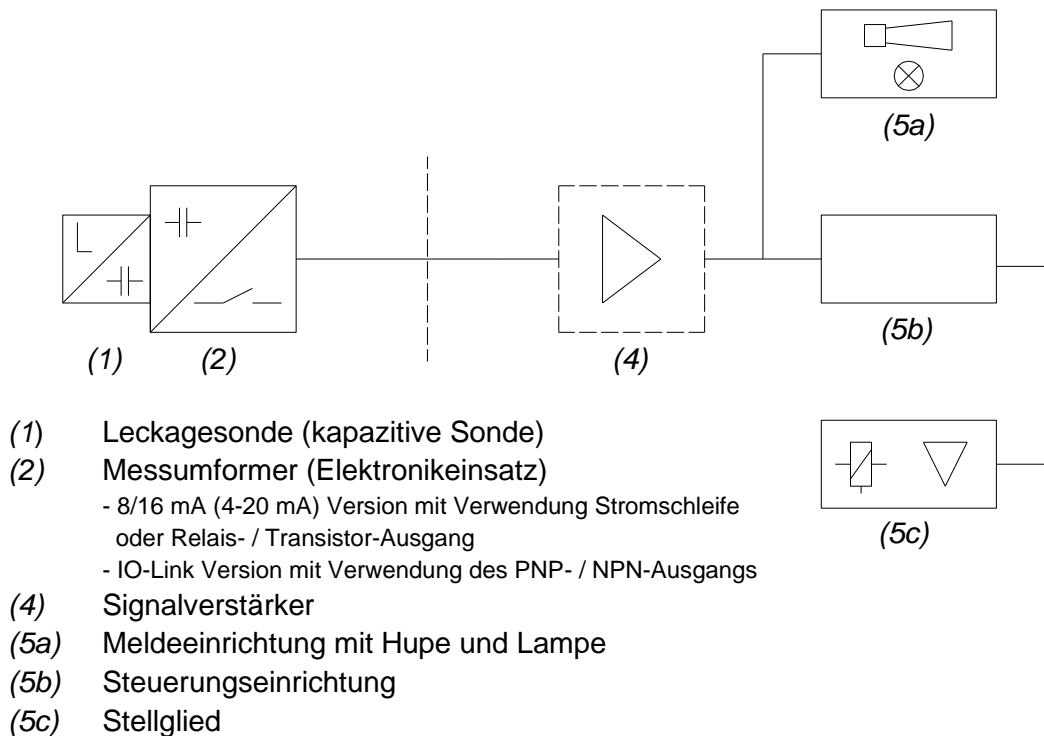 (5a)
(1)
(2)
(4)
(5b)
(1) Leckagesonde (kapazitive Sonde)
(2) Messumformer (Elektronikeinsatz)
- 8/16 mA (4-20 mA) Version mit Verwendung Stromschleife
oder Relais- / Transistor-Ausgang
- IO-Link Version mit Verwendung des PNP- / NPN-Ausgangs
(4) Signalverstärker
(5a) Meldeeinrichtung mit Hupe und Lampe
(5b) Steuerungseinrichtung
(5c) Stellglied
(5c)